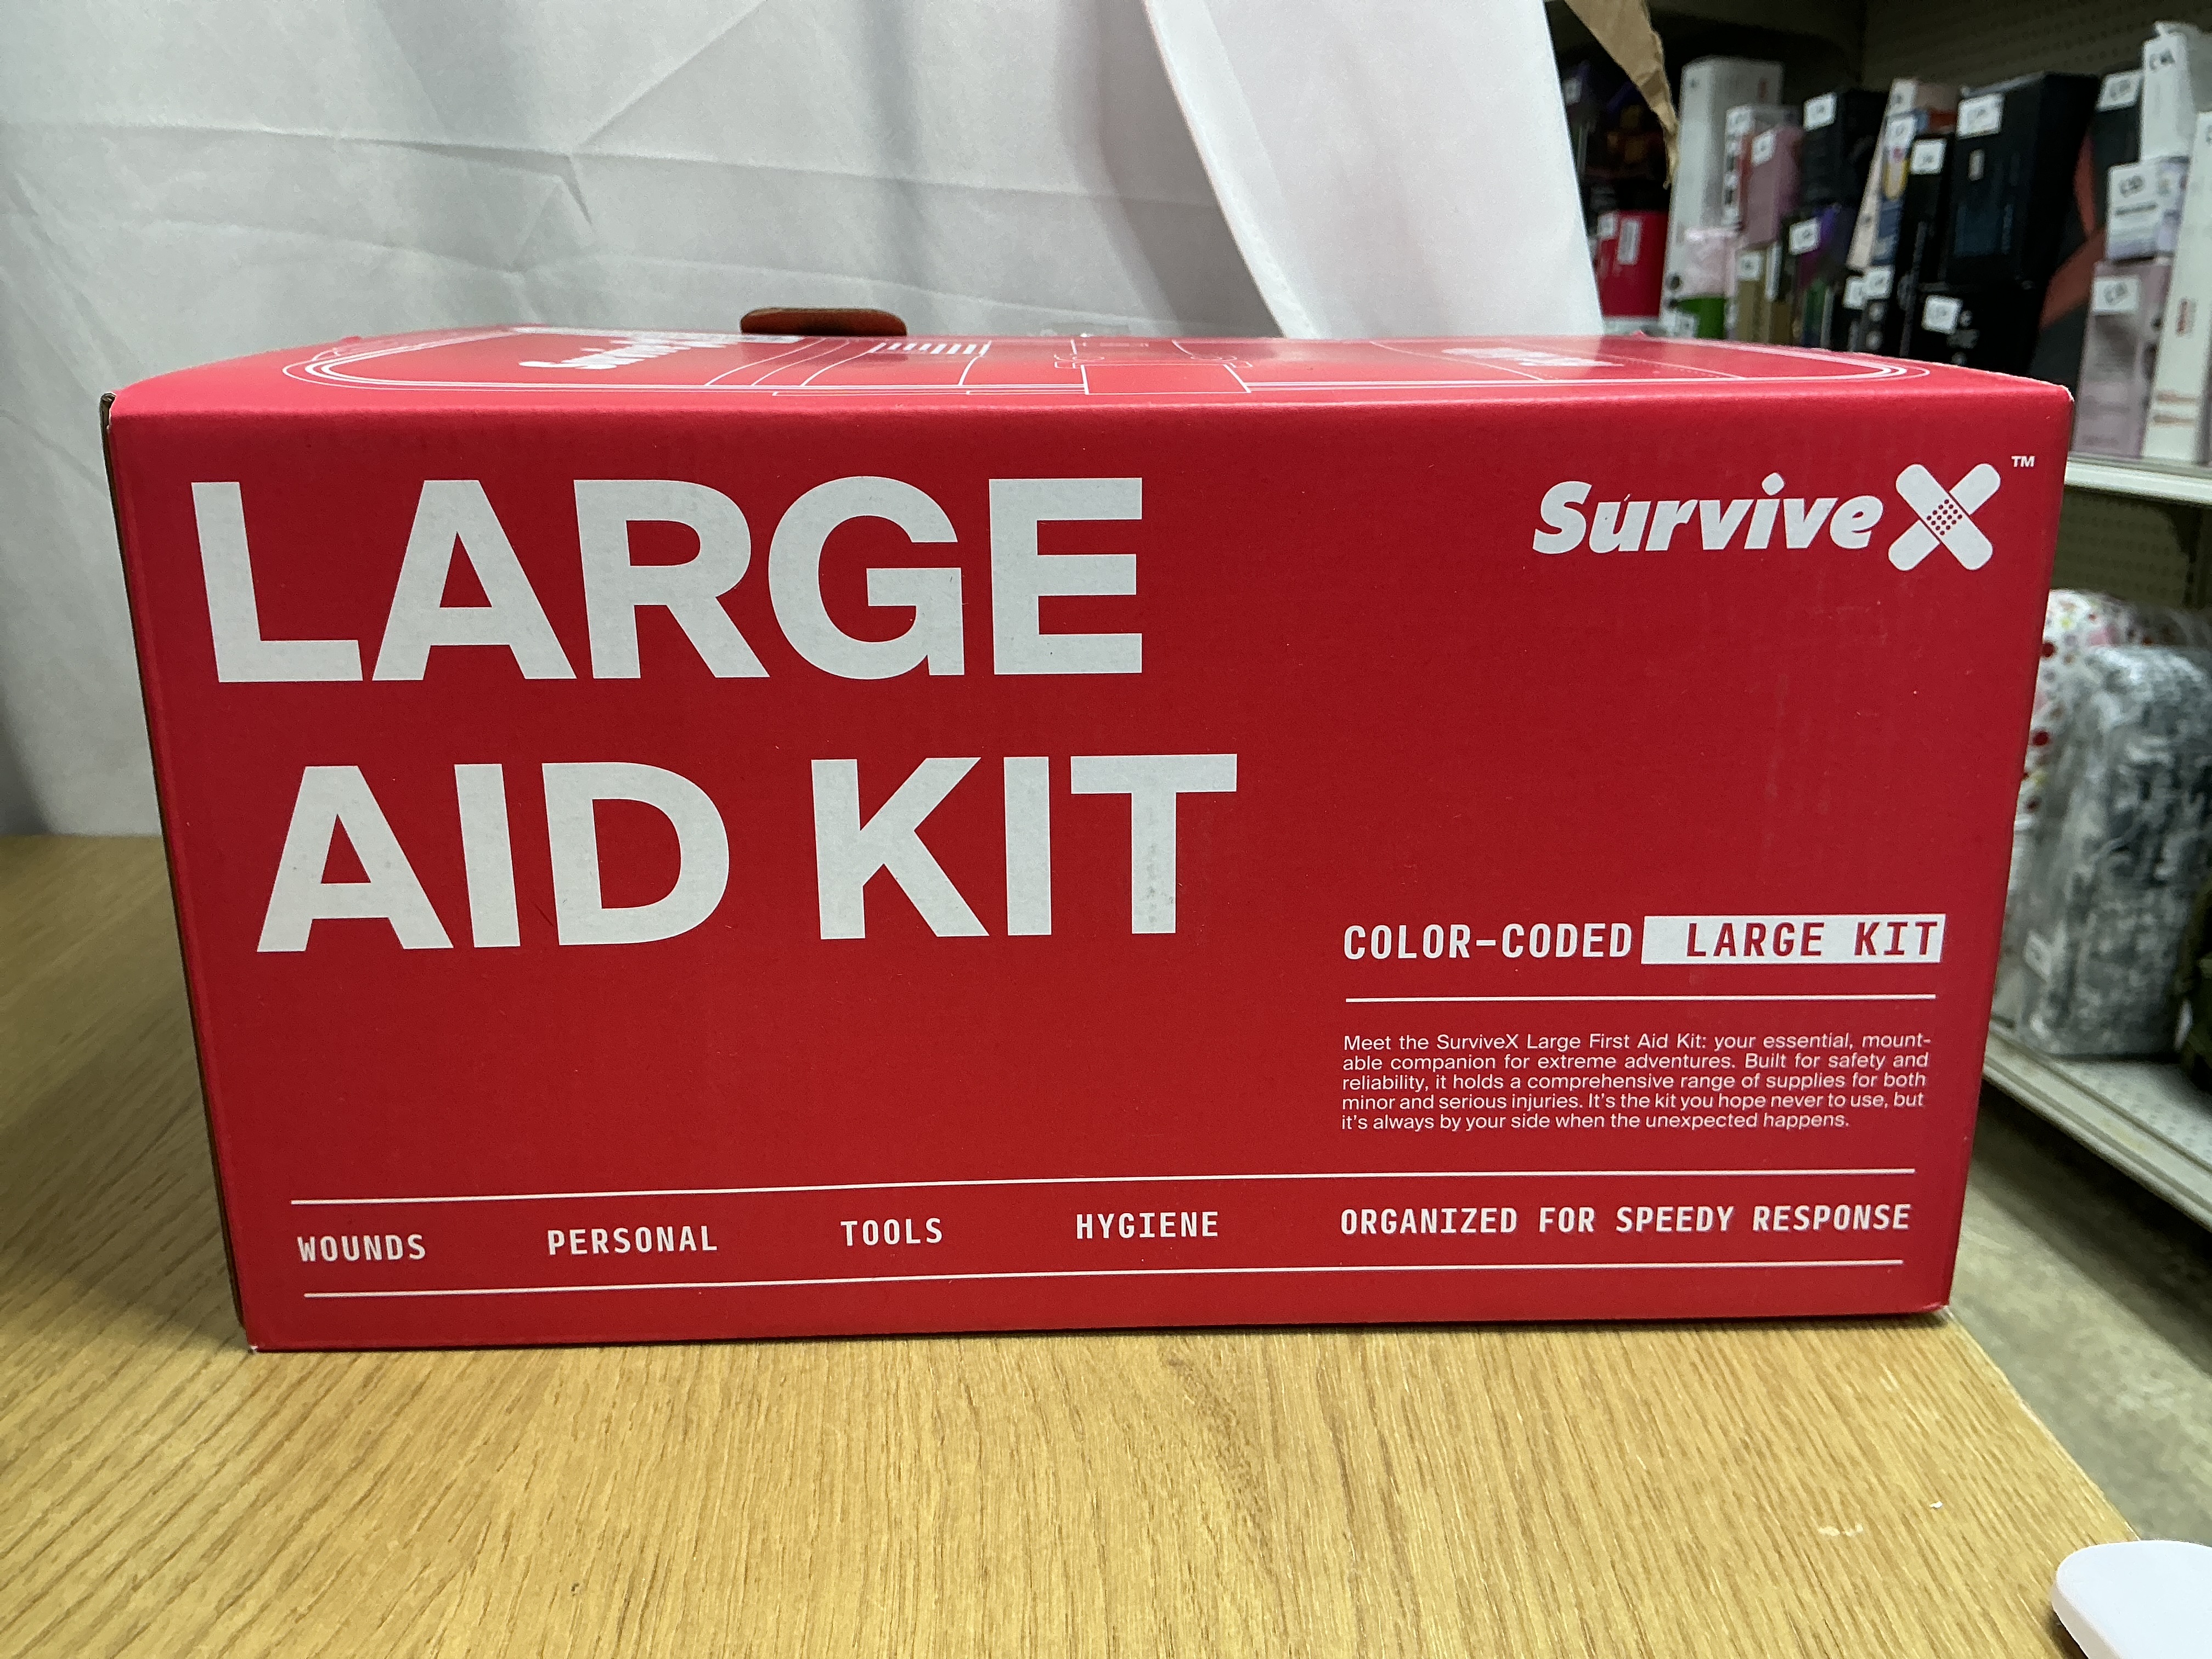 LARGE
AID KIT
SurviveX™
COLOR-CODED LARGE KIT
Meet the SurviveX Large First Aid Kit: your essential, mount-
able companion for extreme adventures. Built for safety and
reliability, it holds a comprehensive range of supplies for both
minor and serious injuries. It's the kit you hope never to use, but
it's always by your side when the unexpected happens.
WOUNDS PERSONAL TOOLS HYGIENE ORGANIZED FOR SPEEDY RESPONSE